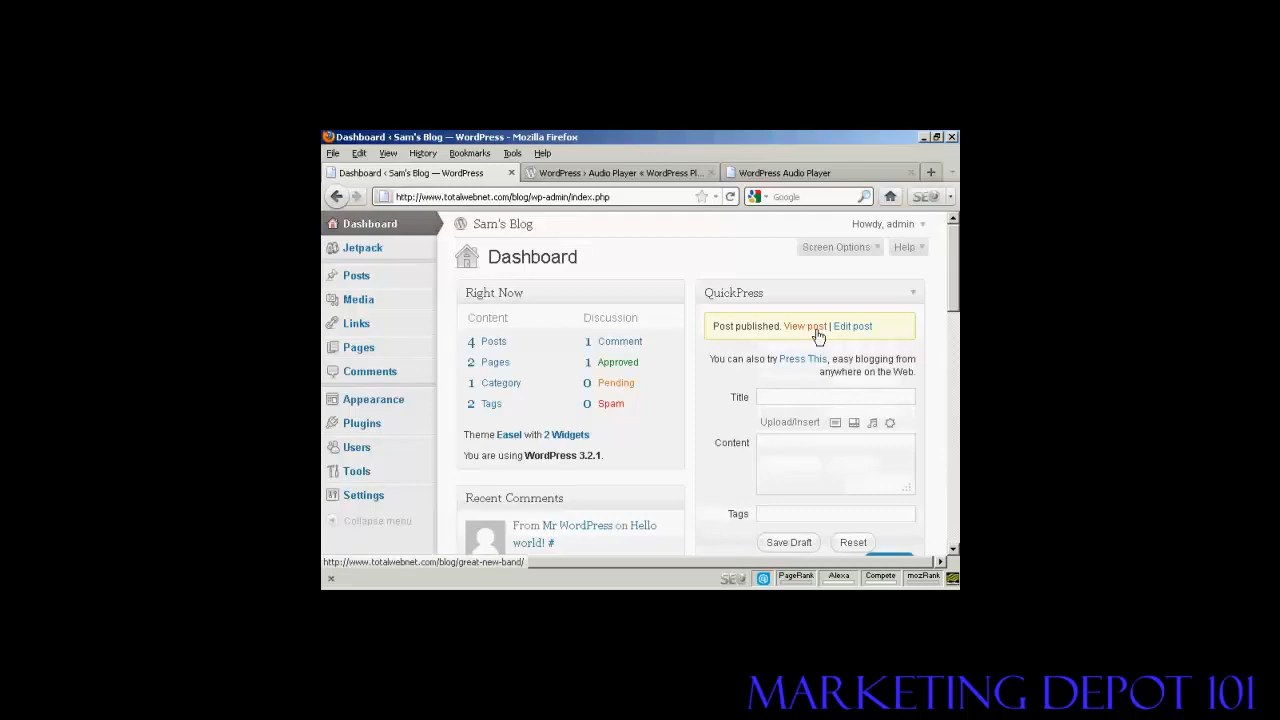 Dashboard ‹ Sam's Blog — WordPress - Mozilla Firefox
File Edit View History Bookmarks Tools Help
Dashboard ‹ Sam's Blog — WordPress
WordPress › Audio Player « WordPress Pl...
WordPress Audio Player
http://www.totalwebnet.com/blog/wp-admin/index.php
Google
SEO
Dashboard
Jetpack
Posts
Media
Links
Pages
Comments
Appearance
Plugins
Users
Tools
Settings
Collapse menu
Sam's Blog
Howdy, admin
Screen Options
Help
Dashboard
Right Now
Content Discussion
4 Posts 1 Comment
2 Pages 1 Approved
1 Category 0 Pending
2 Tags 0 Spam
Theme Easel with 2 Widgets
You are using WordPress 3.2.1.
Recent Comments
From Mr WordPress on Hello
world! #
QuickPress
Post published. View post | Edit post
You can also try Press This, easy blogging from
anywhere on the Web.
Title
Upload/Insert
Content
Tags
Save Draft
Reset
http://www.totalwebnet.com/blog/great-new-band/
SEO PageRank Alexa Compete mozRank
MARKETING DEPOT 101